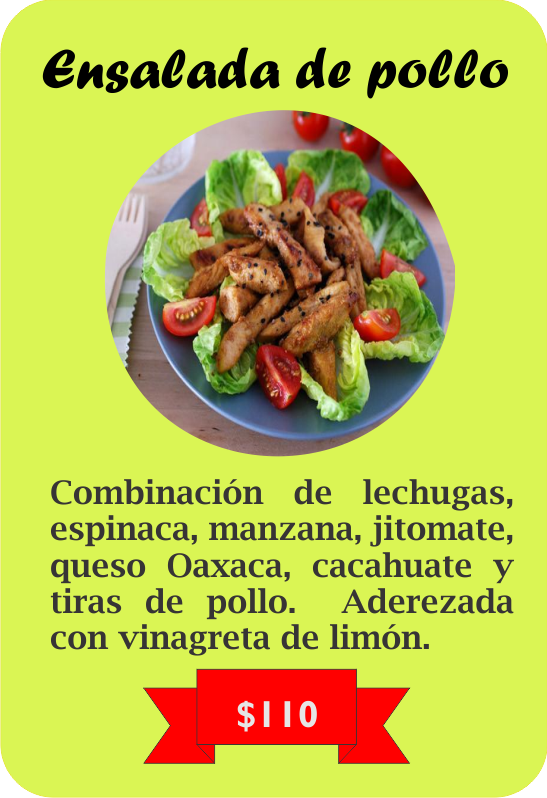 Ensalada de pollo
Combinación de lechugas,
espinaca, manzana, jitomate,
queso Oaxaca, cacahuate y
tiras de pollo. Aderezada
con vinagreta de limón.
$110